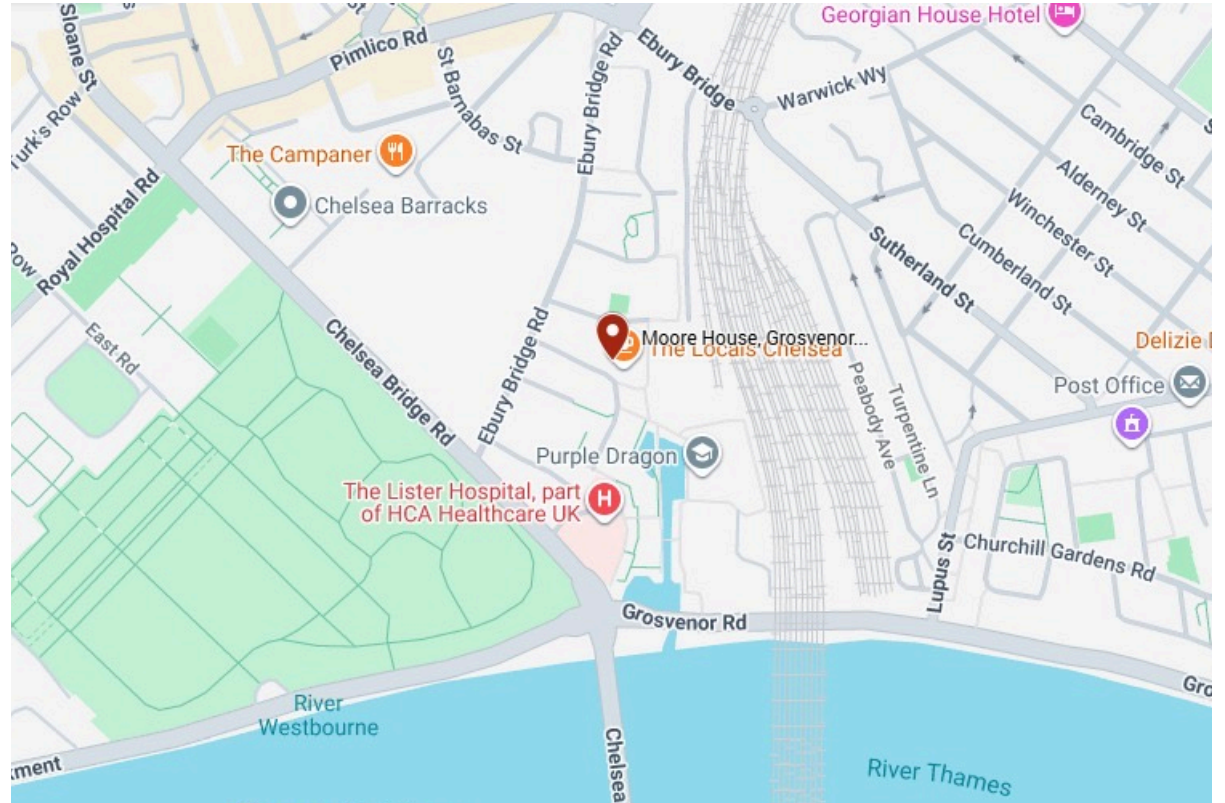 Georgian House Hotel
Sloane St
Pimlico Rd
Ebury Bridge
Ebury Bridge Rd
Warwick Wy
St Barnabas St
Turk's Row
Cambridge St
The Campaner
Alderney St
Chelsea Barracks
Winchester St
Royal Hospital Rd
Row
Cumberland St
Sutherland St
East Rd
Chelsea Bridge Rd
Ebury Bridge Rd
Moore House, Grosvenor...
The Locals Chelsea
Delizie
Peabody Ave
Turpentine Ln
Post Office
Purple Dragon
The Lister Hospital, part
of HCA Healthcare UK
Churchill Gardens Rd
Lupus St
Grosvenor Rd
Gro
River
Westbourne
Chelsea
kment
River Thames